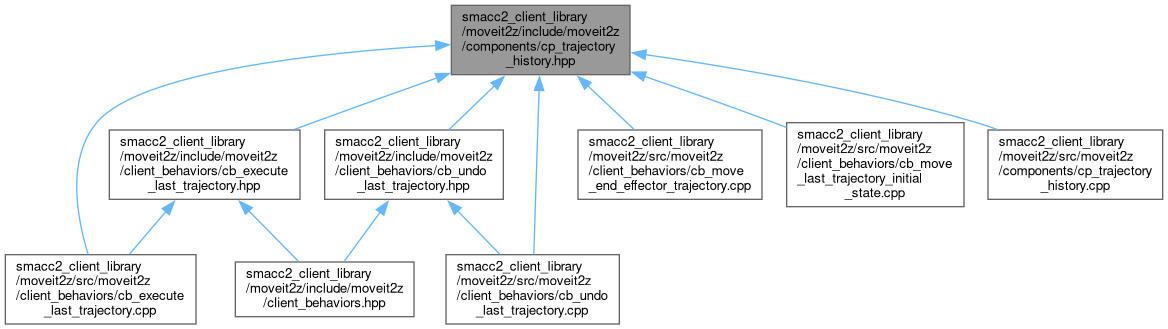 smacc2_client_library
/moveit2z/include/moveit2z
/components/cp_trajectory
_history.hpp
smacc2_client_library
/moveit2z/include/moveit2z
/client_behaviors/cb_execute
_last_trajectory.hpp
smacc2_client_library
/moveit2z/include/moveit2z
/client_behaviors/cb_undo
_last_trajectory.hpp
smacc2_client_library
/moveit2z/src/moveit2z
/client_behaviors/cb_move
_end_effector_trajectory.cpp
smacc2_client_library
/moveit2z/src/moveit2z
/client_behaviors/cb_move
_last_trajectory_initial
_state.cpp
smacc2_client_library
/moveit2z/src/moveit2z
/components/cp_trajectory
_history.cpp
smacc2_client_library
/moveit2z/src/moveit2z
/client_behaviors/cb_execute
_last_trajectory.cpp
smacc2_client_library
/moveit2z/include/moveit2z
/client_behaviors.hpp
smacc2_client_library
/moveit2z/src/moveit2z
/client_behaviors/cb_undo
_last_trajectory.cpp